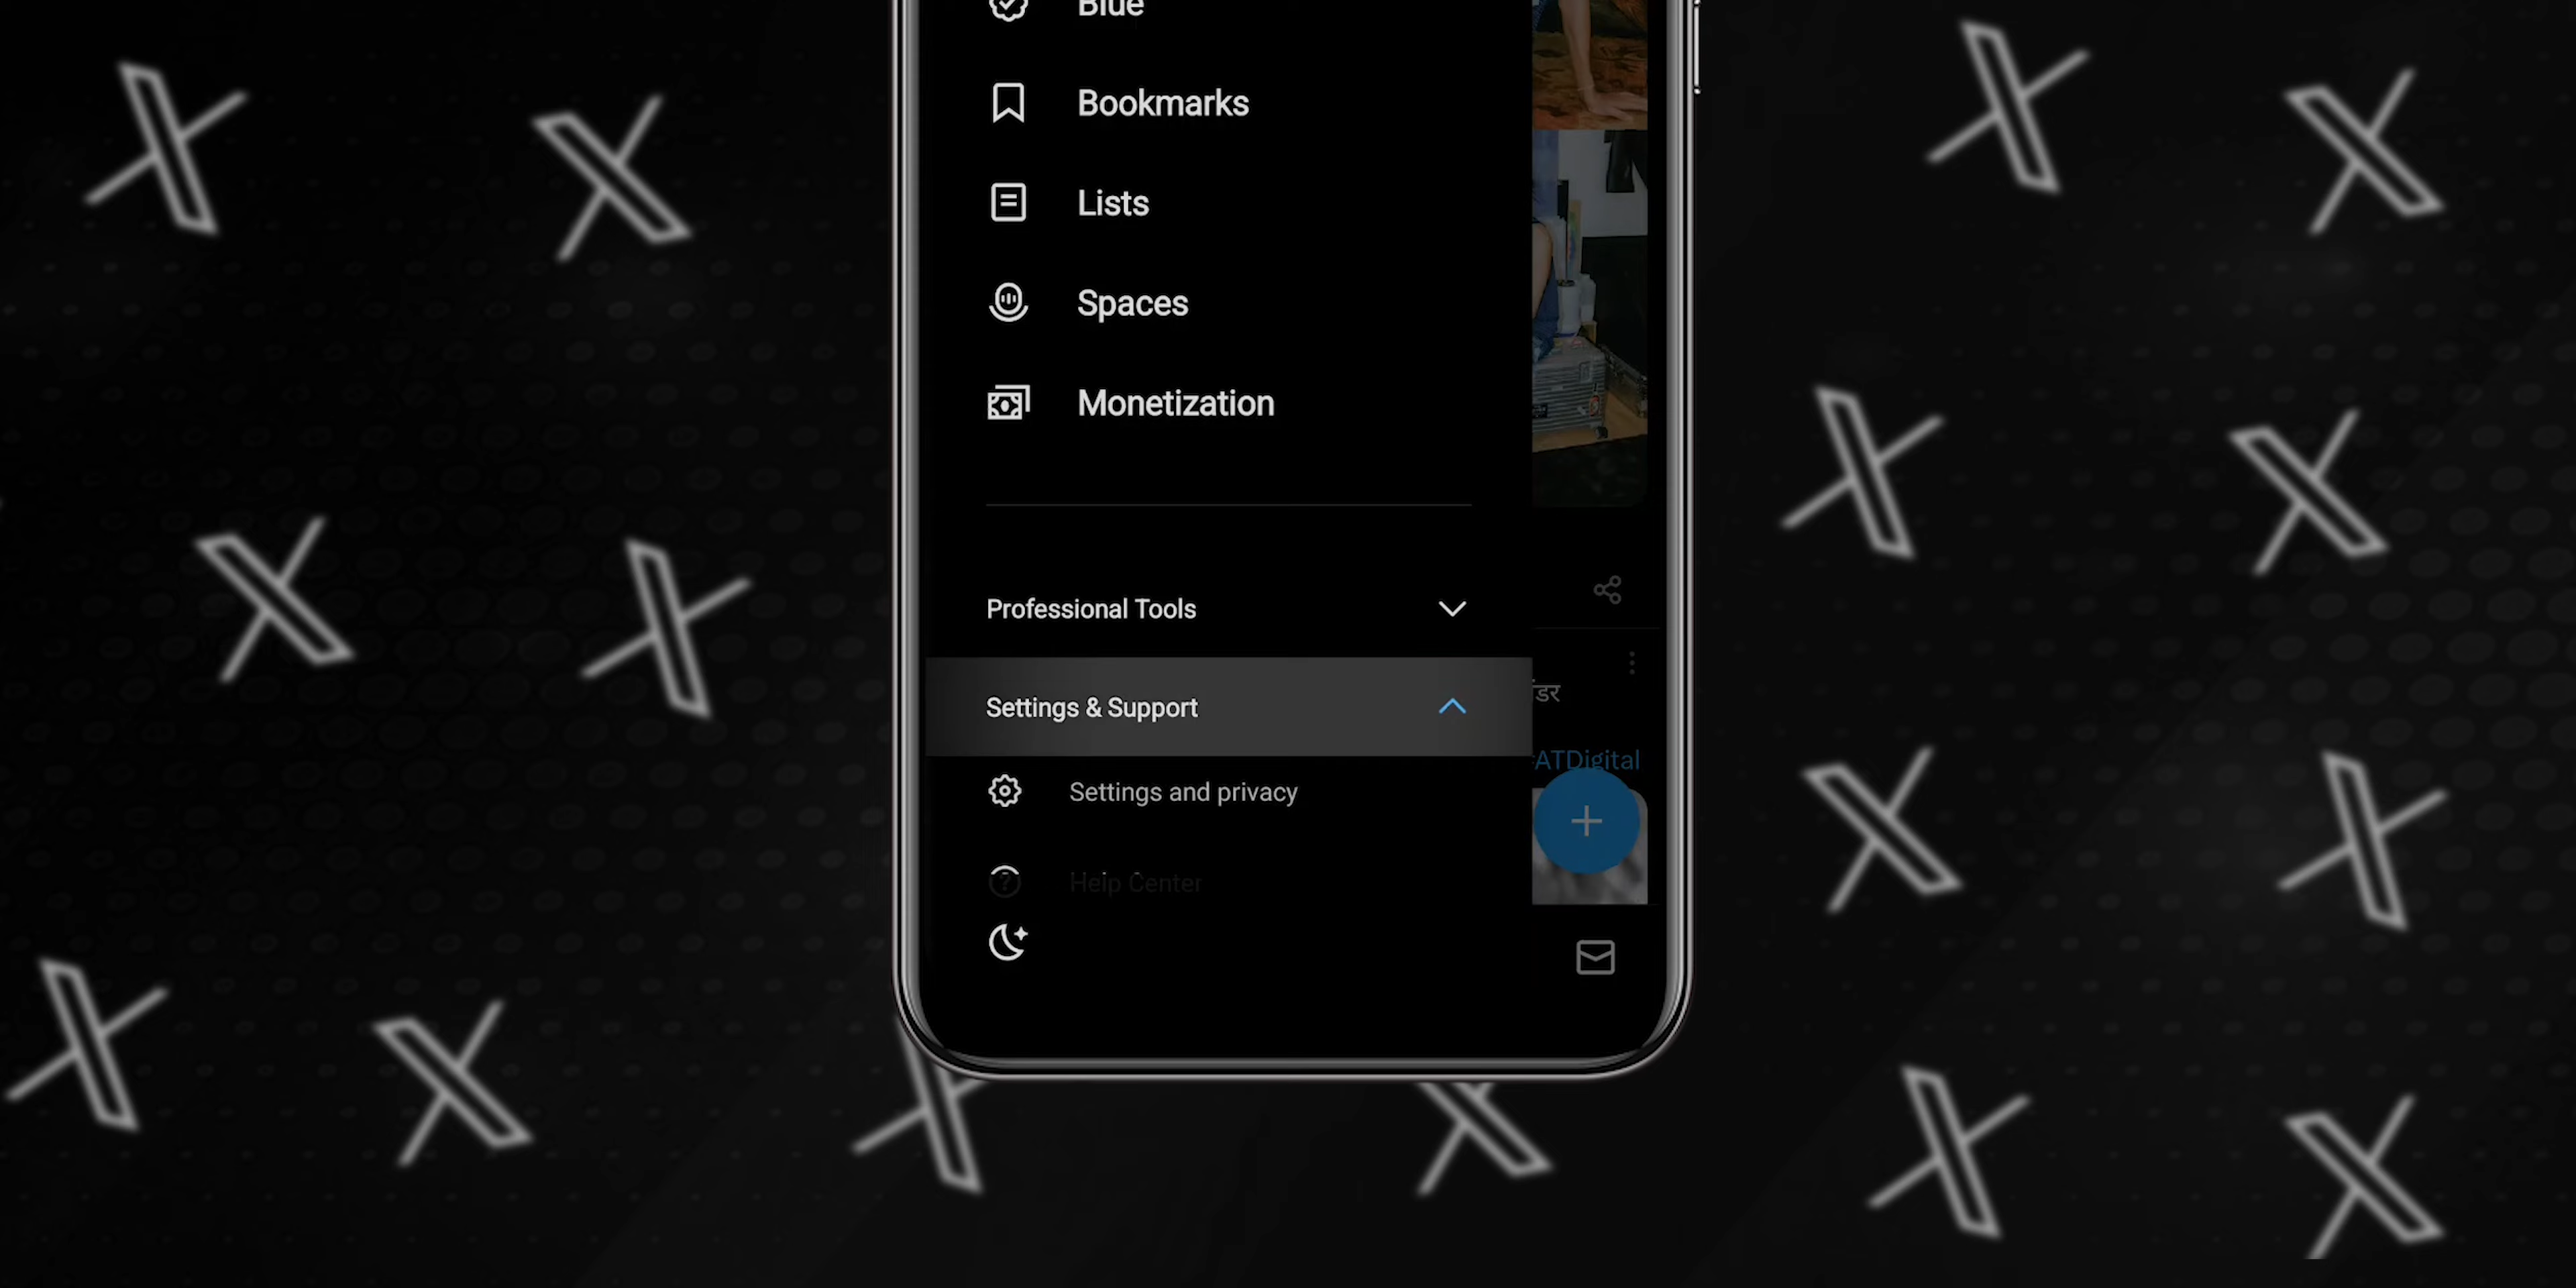 Blue
Bookmarks
Lists
Spaces
Monetization
Professional Tools
Settings & Support
Settings and privacy
Help Center
ंडर
ATDigital